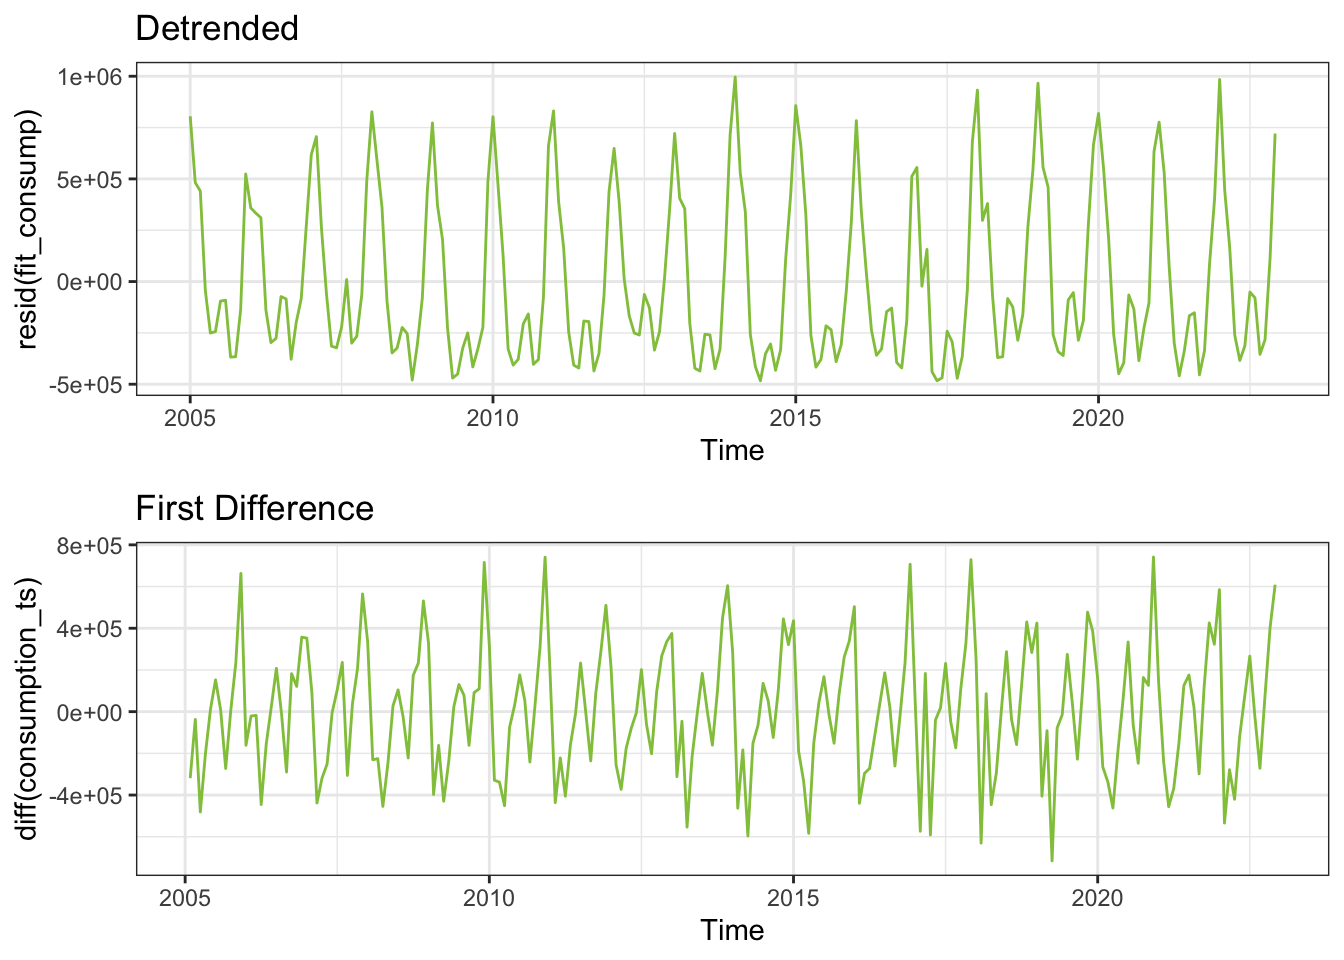 Detrended
resid(fit_consump)
1e+06
5e+05
0e+00
-5e+05
2005 2010 2015 2020
Time
First Difference
diff(consumption_ts)
8e+05
4e+05
0e+00
-4e+05
2005 2010 2015 2020
Time